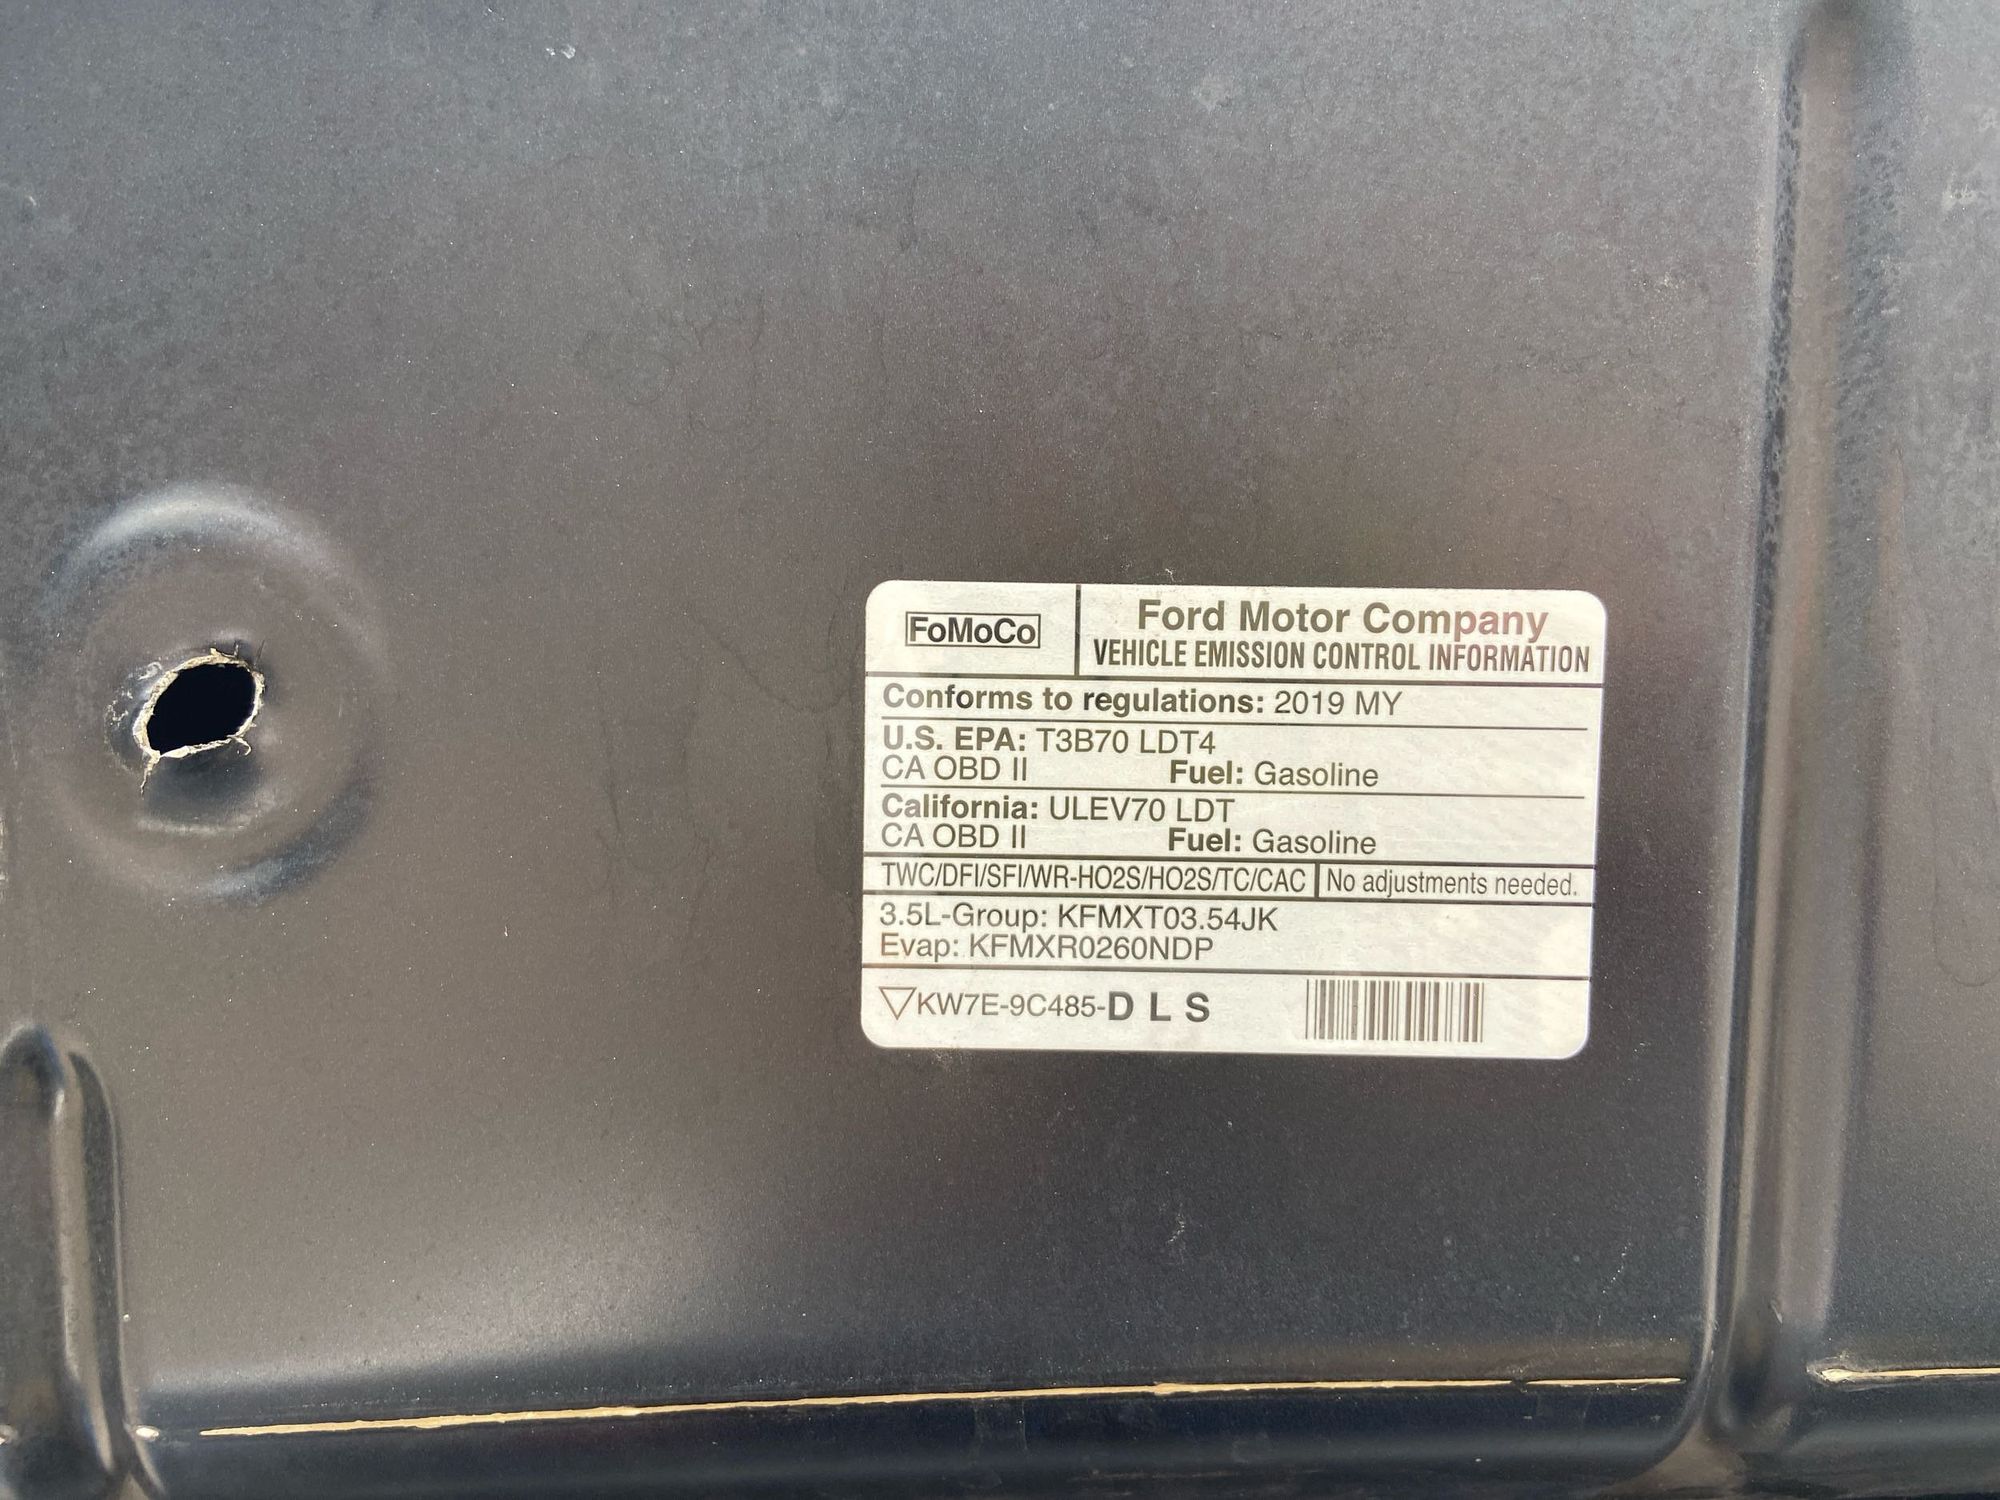 FoMoCo
Ford Motor Company
VEHICLE EMISSION CONTROL INFORMATION
Conforms to regulations: 2019 MY
U.S. EPA: T3B70 LDT4
CA OBD II Fuel: Gasoline
California: ULEV70 LDT
CA OBD II Fuel: Gasoline
TWC/DFI/SFI/WR-HO2S/HO2S/TC/CAC No adjustments needed.
3.5L-Group: KFMXT03.54JK
Evap: KFMXR0260NDP
KW7E-9C485-D L S